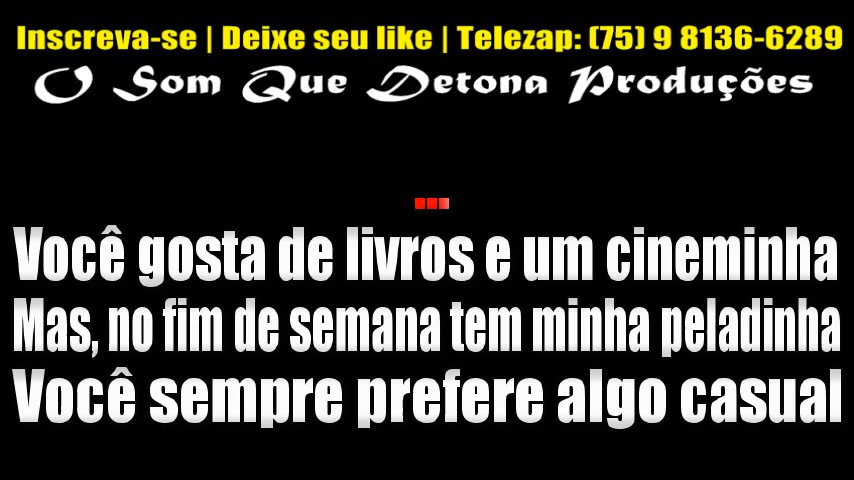 Inscreva-se | Deixe seu like | Telezap: (75) 9 8136-6289
O Som Que Detona Produções
Você gosta de livros e um cineminha
Mas, no fim de semana tem minha peladinha
Você sempre prefere algo casual